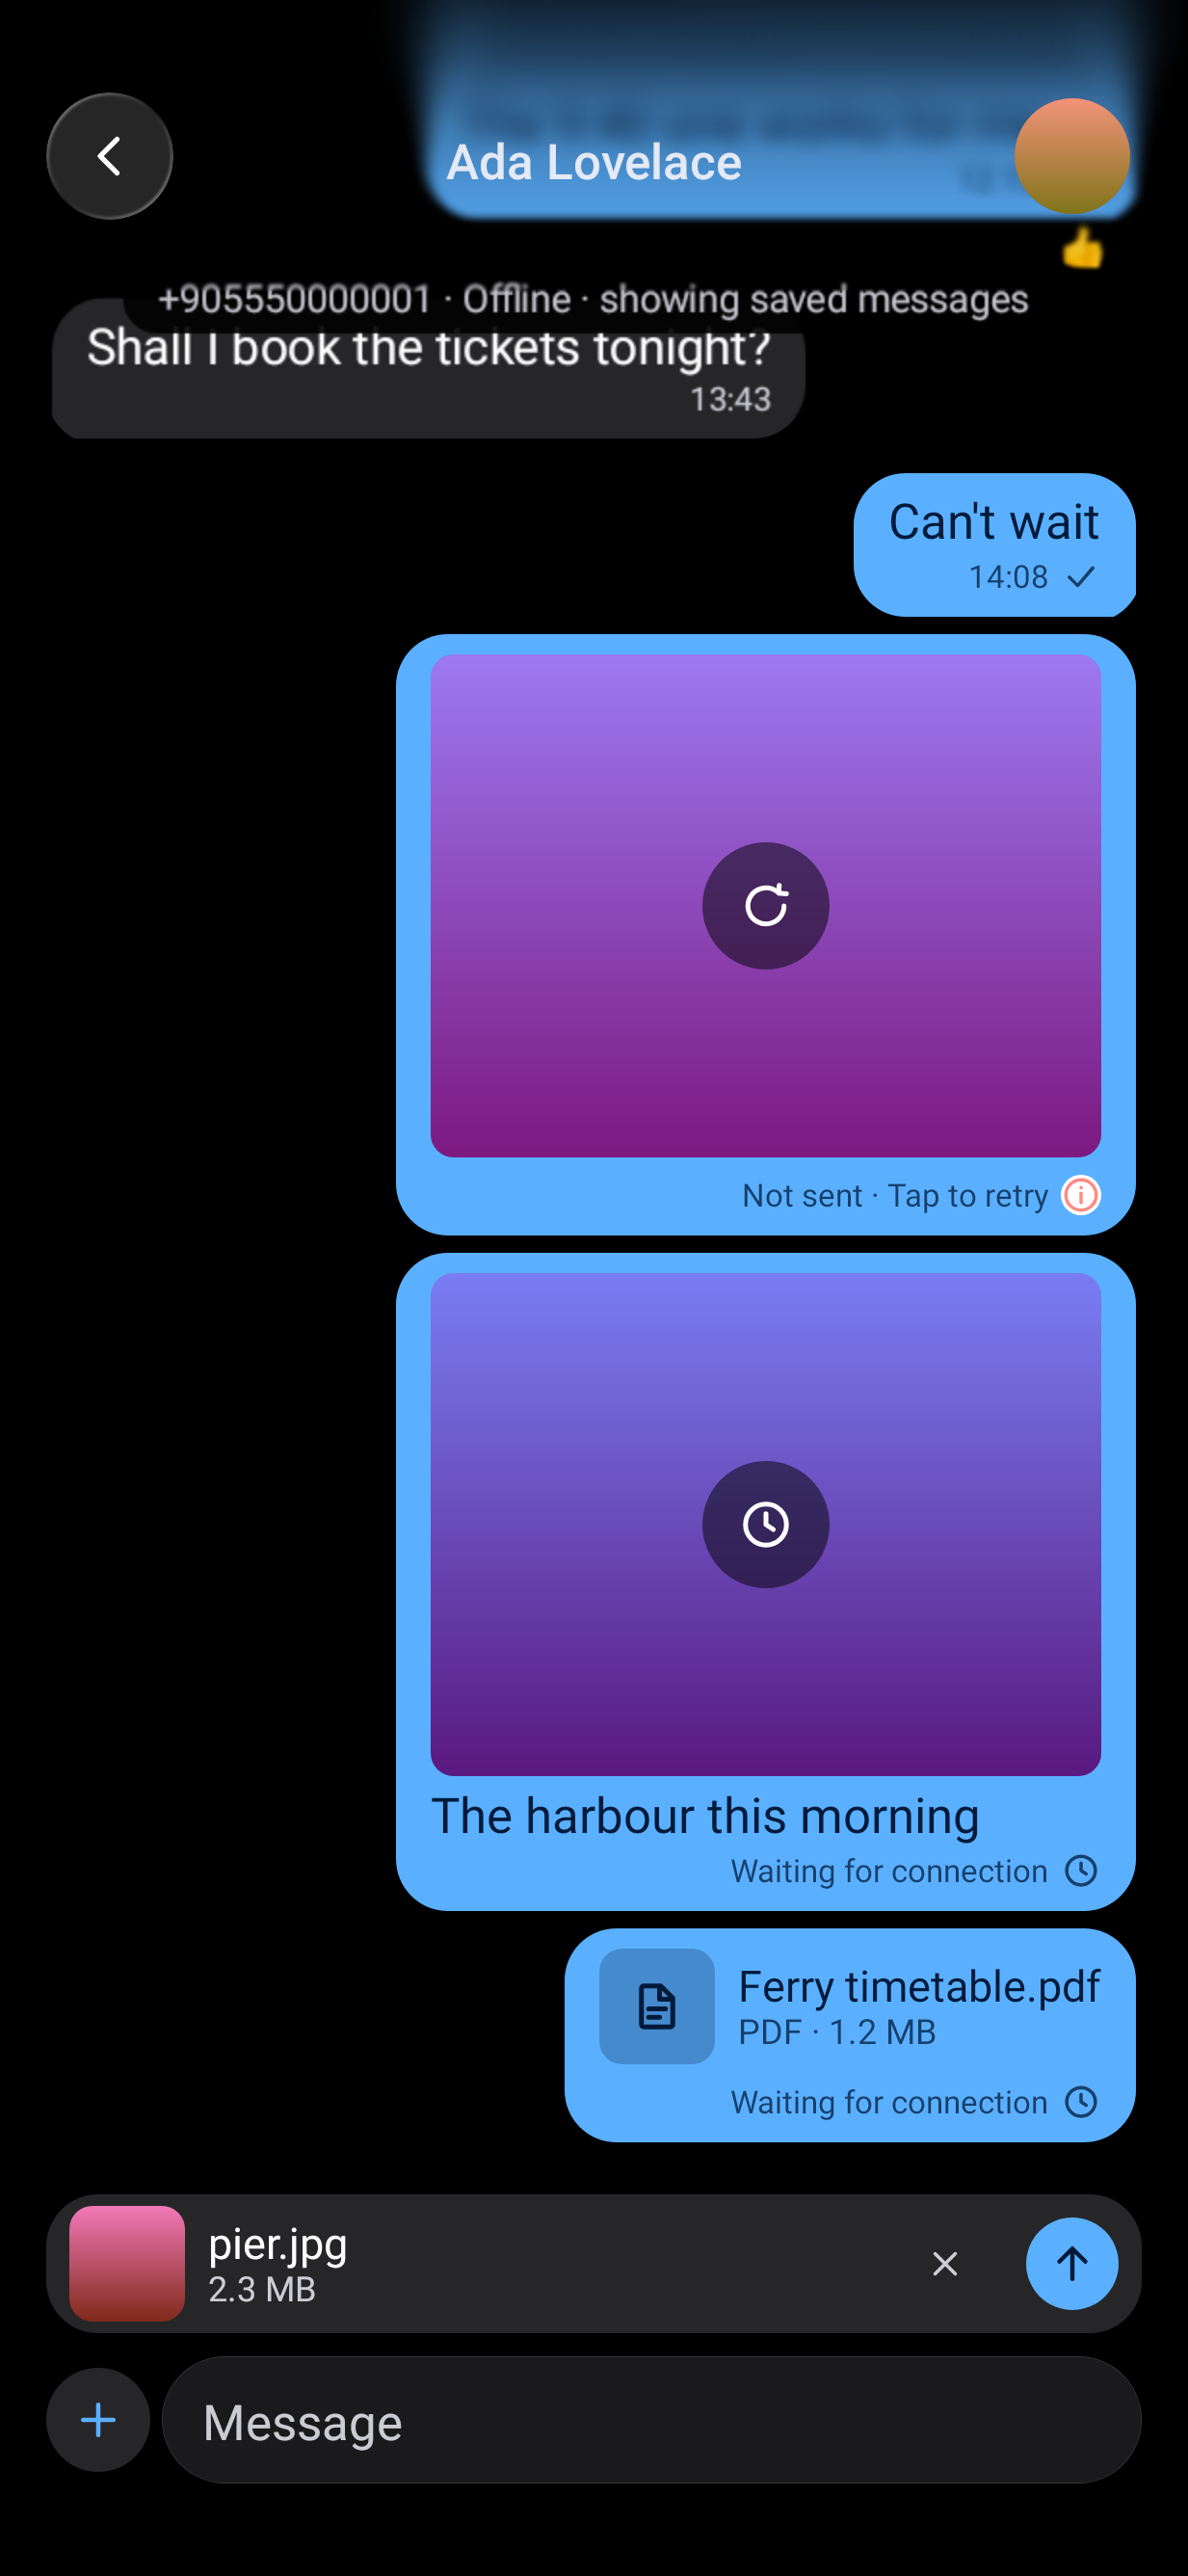 Ada Lovelace
+905550000001 · Offline · showing saved messages
Shall I book the tickets tonight?
13:43
Can't wait
14:08
Not sent · Tap to retry
The harbour this morning
Waiting for connection
Ferry timetable.pdf
PDF · 1.2 MB
Waiting for connection
pier.jpg
2.3 MB
Message